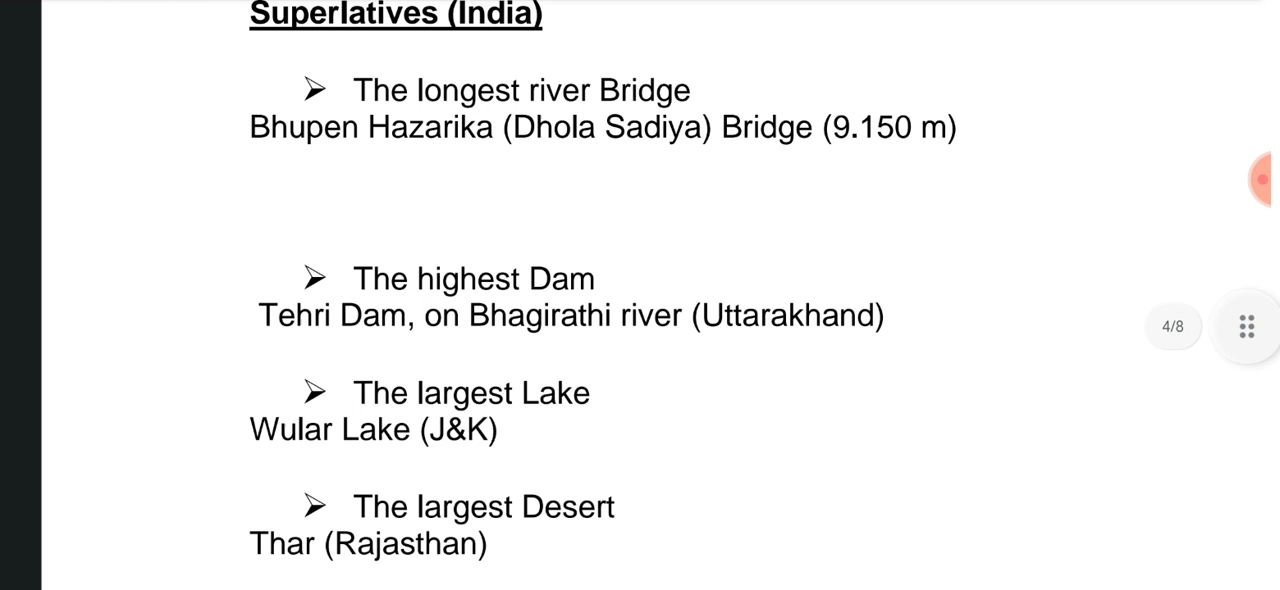 Superlatives (India)
➢ The longest river Bridge
Bhupen Hazarika (Dhola Sadiya) Bridge (9.150 m)
➢ The highest Dam
Tehri Dam, on Bhagirathi river (Uttarakhand)
4/8
➢ The largest Lake
Wular Lake (J&K)
➢ The largest Desert
Thar (Rajasthan)